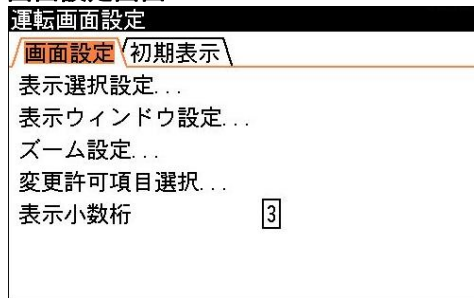 運転画面設定
画面設定 初期表示
表示選択設定...
表示ウィンドウ設定...
ズーム設定...
変更許可項目選択...
表示小数桁 3